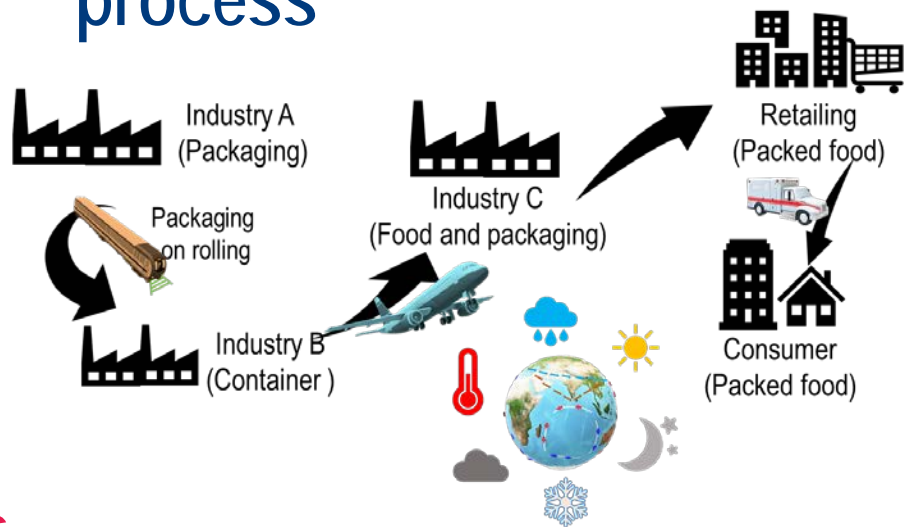 process
Industry A
(Packaging)
Packaging
on rolling
Industry B
(Container )
Industry C
(Food and packaging)
Retailing
(Packed food)
Consumer
(Packed food)